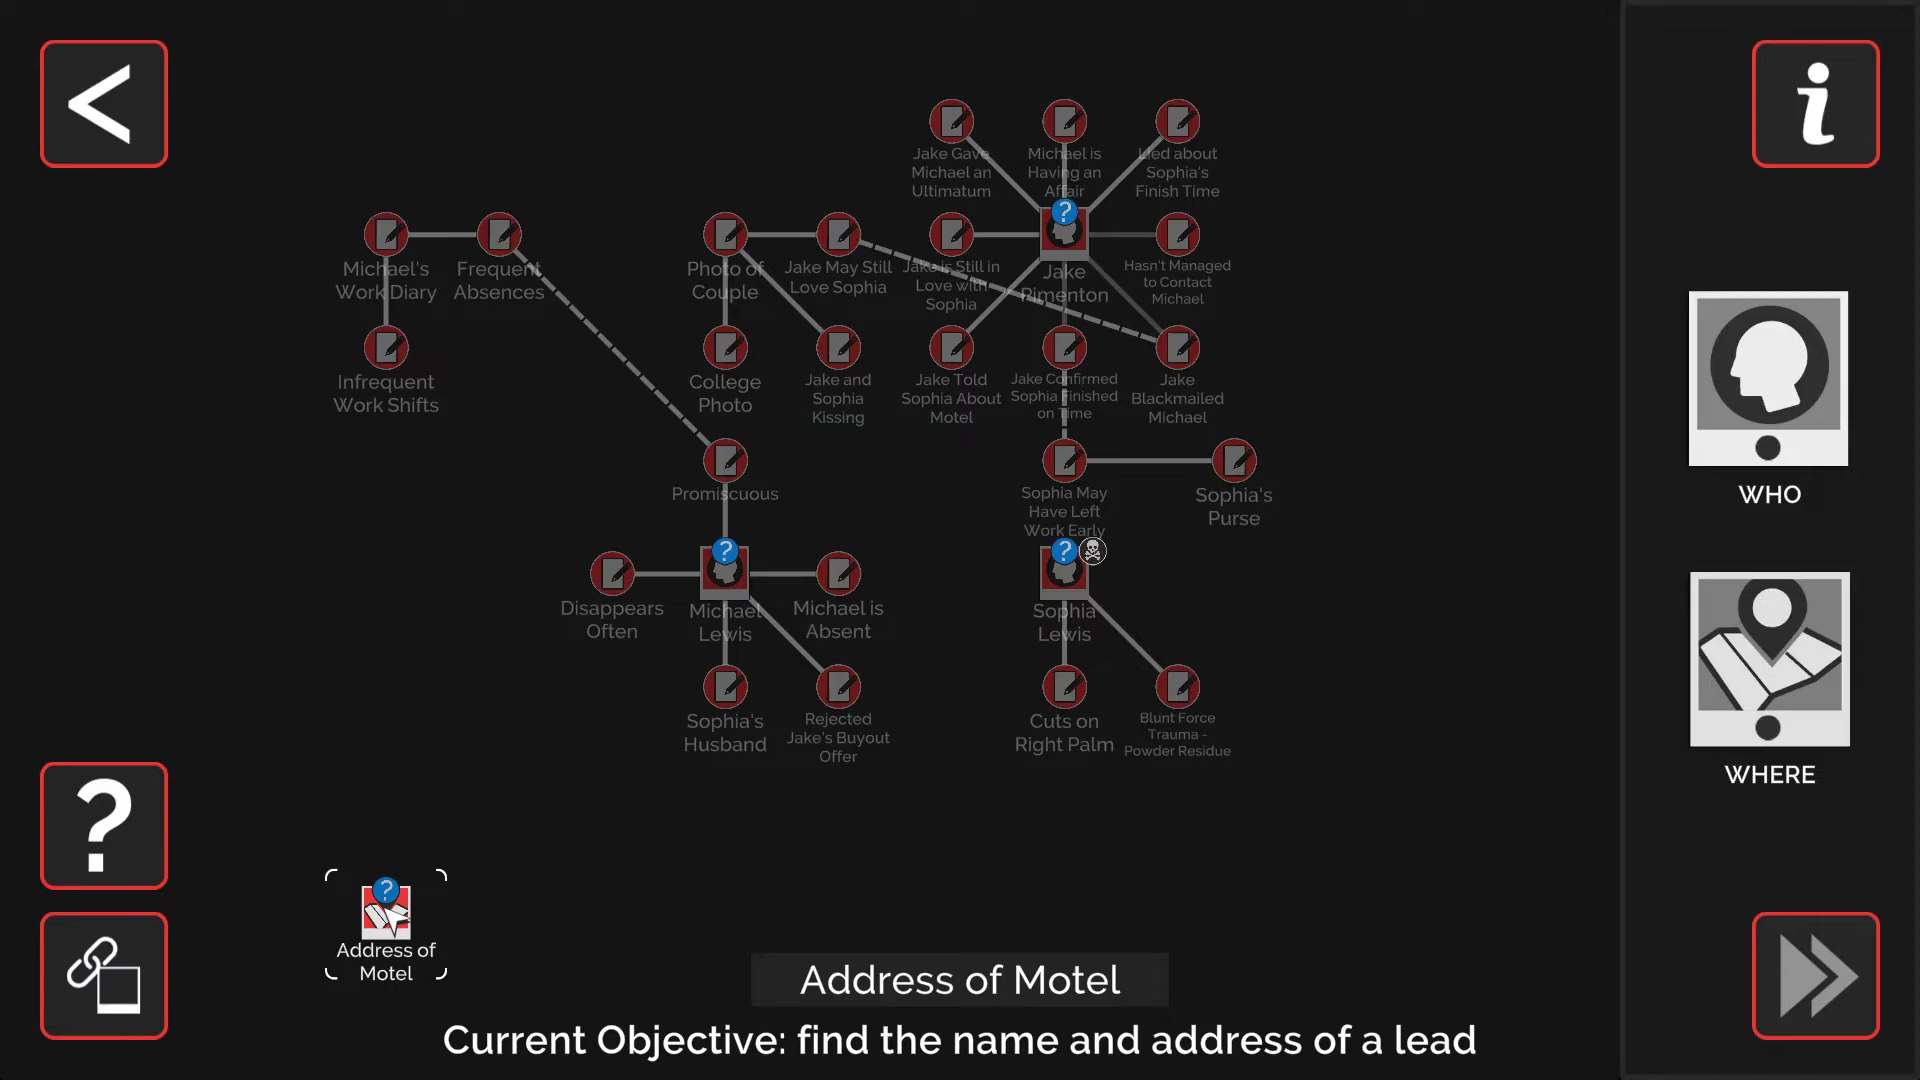 Jake Gave
Michael an
Ultimatum
Michael is
Having an
Affair
Lied about
Sophia's
Finish Time
Michael's
Work Diary
Frequent
Absences
Photo of
Couple
Jake May Still
Love Sophia
Jake is Still in
Love with
Sophia
Jake
Pimenton
Hasn't Managed
to Contact
Michael
Infrequent
Work Shifts
College
Photo
Jake and
Sophia
Kissing
Jake Told
Sophia About
Motel
Jake Confirmed
Sophia Finished
on Time
Jake
Blackmailed
Michael
Promiscuous
Sophia May
Have Left
Work Early
Sophia's
Purse
Disappears
Often
Michael
Lewis
Michael is
Absent
Sophia
Lewis
Sophia's
Husband
Rejected
Jake's Buyout
Offer
Cuts on
Right Palm
Blunt Force
Trauma -
Powder Residue
Address of
Motel
Address of Motel
Current Objective: find the name and address of a lead
WHO
WHERE